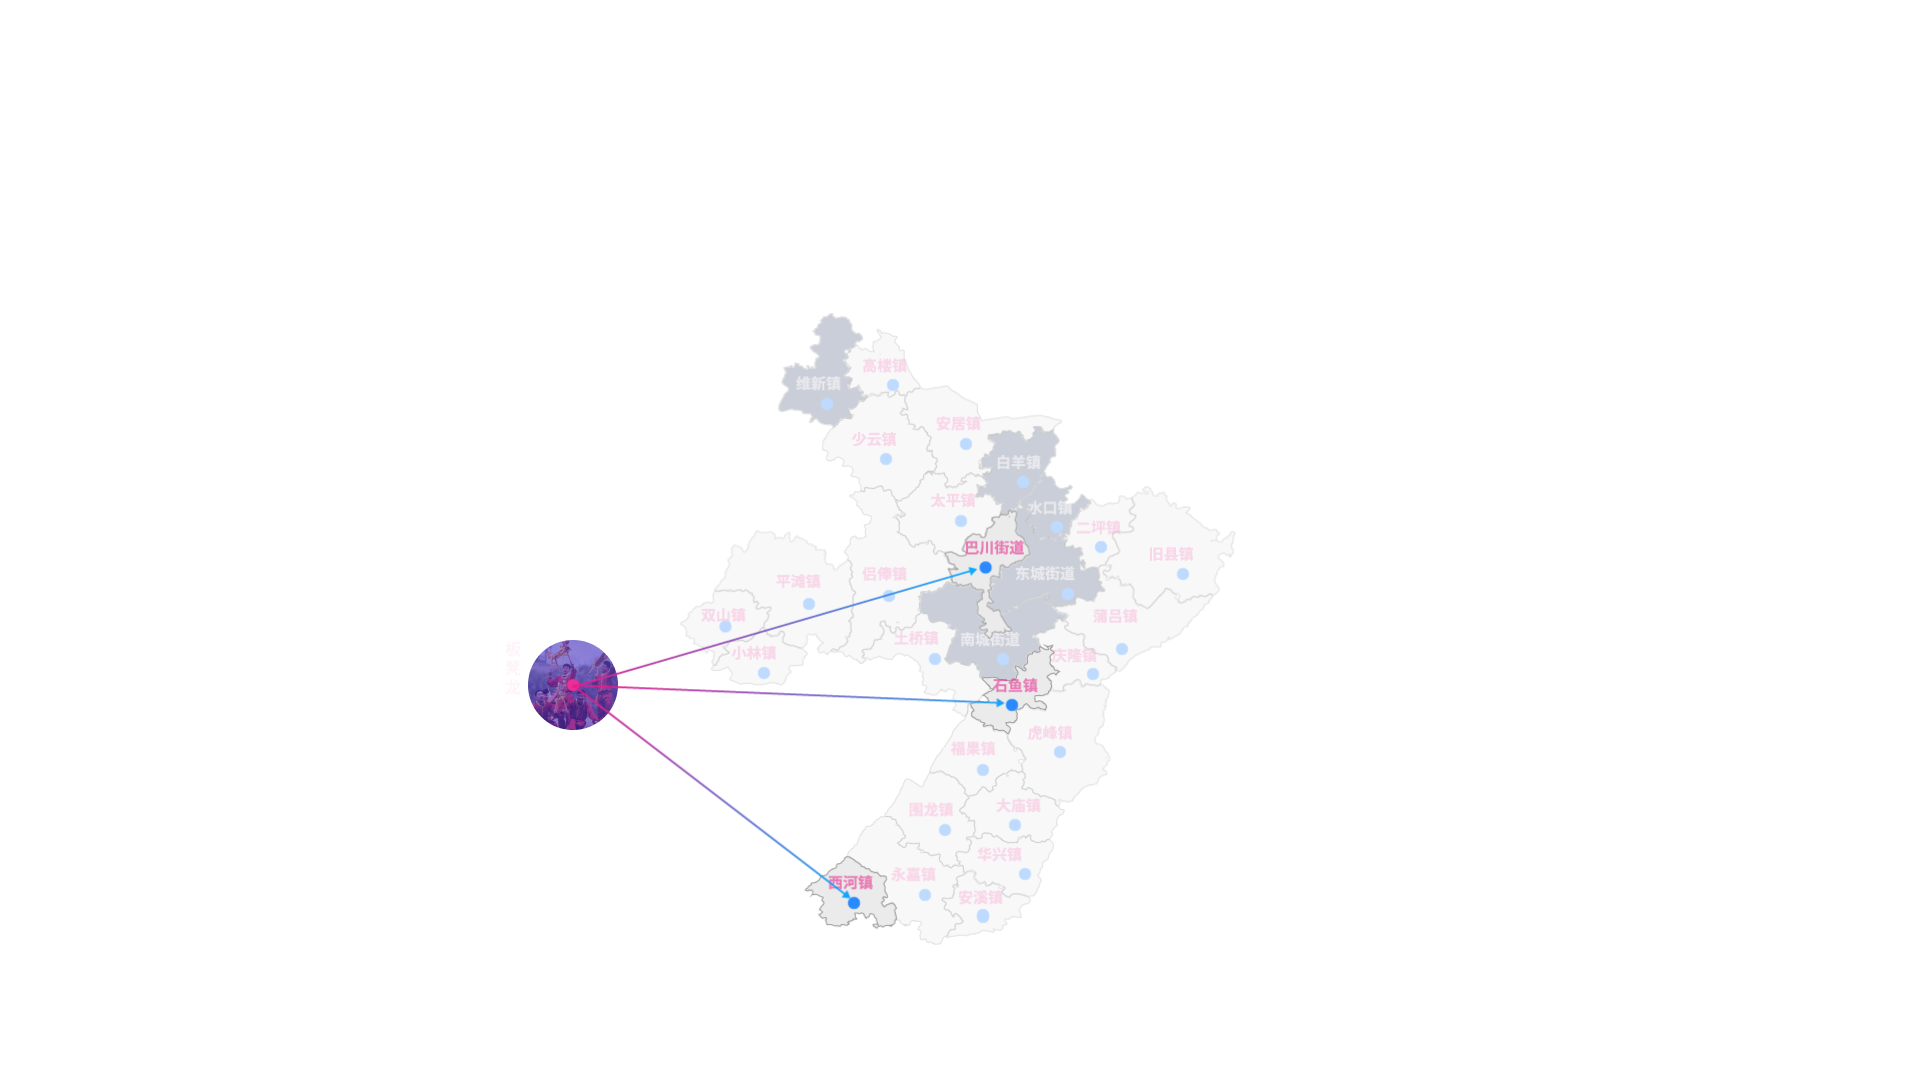 高楼镇
维新镇
安居镇
少云镇
白羊镇
太平镇
水口镇
二坪镇
巴川街道
旧县镇
侣俸镇
东城街道
平滩镇
双山镇
蒲吕镇
土桥镇
南城街道
小林镇
庆隆镇
板凳龙
石鱼镇
虎峰镇
福果镇
围龙镇
大庙镇
华兴镇
永嘉镇
西河镇
安溪镇